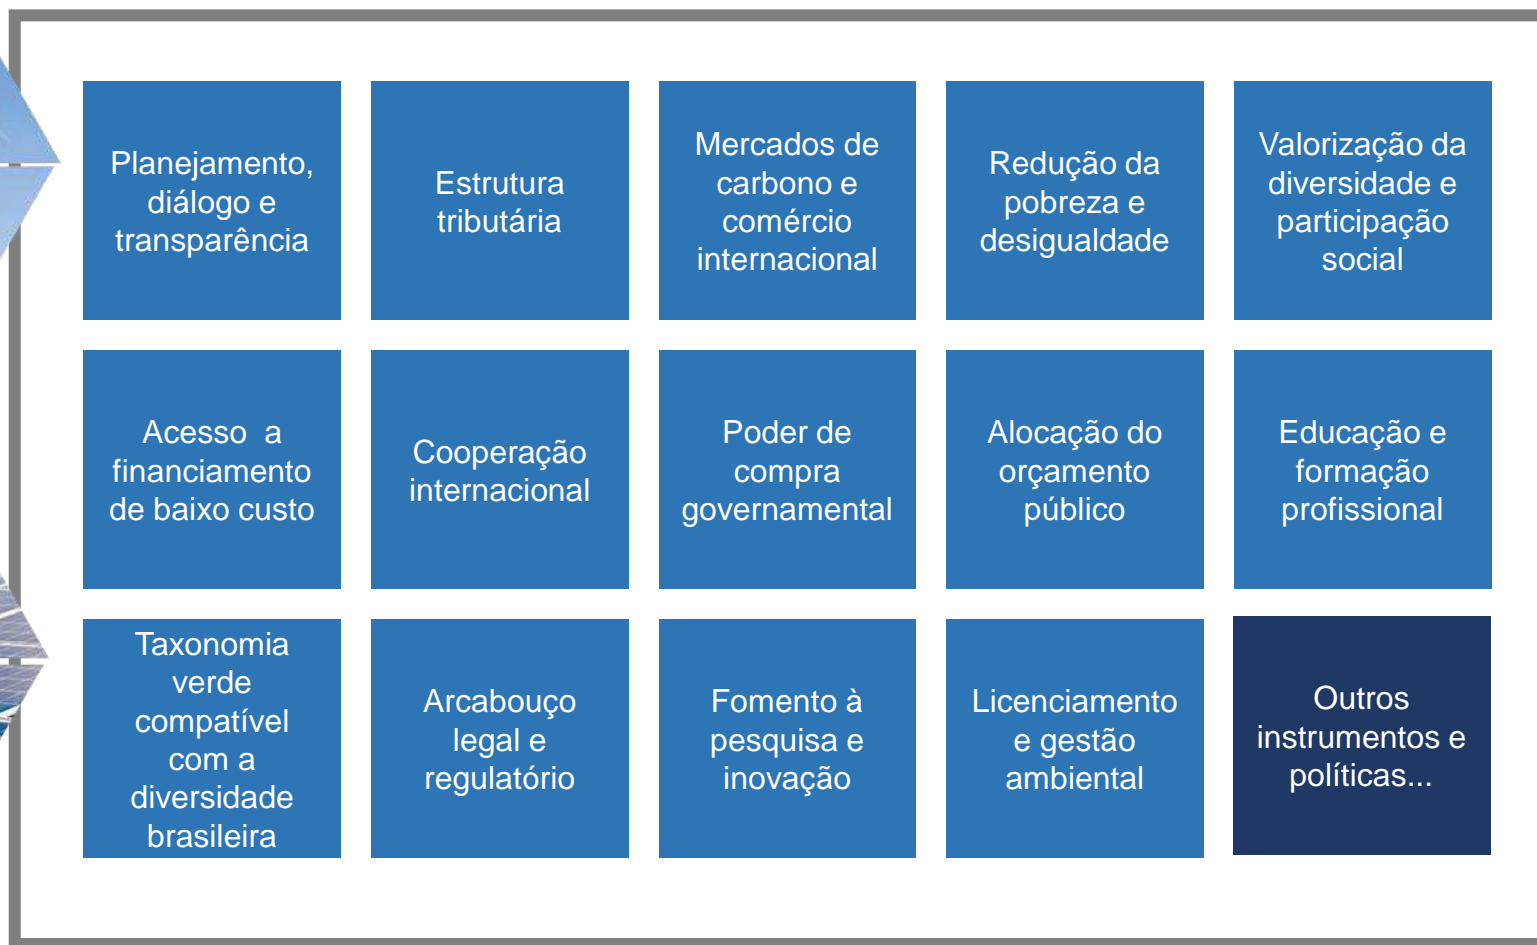 Planejamento,
diálogo e
transparência
Estrutura
tributária
Mercados de
carbono e
comércio
internacional
Redução da
pobreza e
desigualdade
Valorização da
diversidade e
participação
social
Acesso  a
financiamento
de baixo custo
Cooperação
internacional
Poder de
compra
governamental
Alocação do
orçamento
público
Educação e
formação
profissional
Taxonomia
verde
compatível
com a
diversidade
brasileira
Arcabouço
legal e
regulatório
Fomento à
pesquisa e
inovação
Licenciamento
e gestão
ambiental
Outros
instrumentos e
políticas...